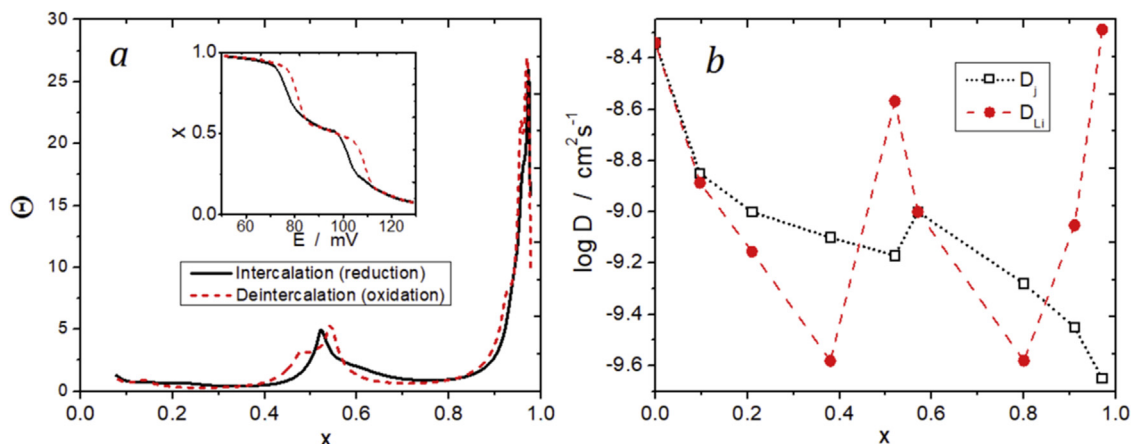 a
30
25
20
15
10
5
0
Θ
0.0
0.2
0.4
0.6
0.8
1.0
x
1.0
0.5
0.0
X
60
80
100
120
E / mV
Intercalation (reduction)
Deintercalation (oxidation)
b
-8.4
-8.6
-8.8
-9.0
-9.2
-9.4
-9.6
log D / cm²s⁻¹
D_j
D_Li
0.0
0.2
0.4
0.6
0.8
1.0
x